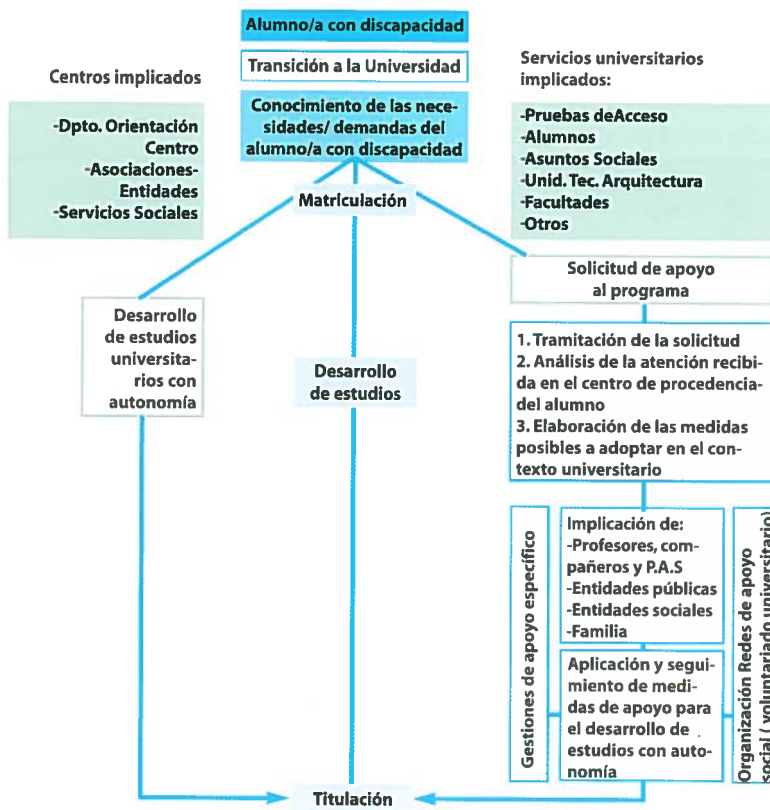 Alumno/a con discapacidad
Transición a la Universidad
Conocimiento de las nece-
sidades/ demandas del
alumno/a con discapacidad
Centros implicados
-Dpto. Orientación
Centro
-Asociaciones-
Entidades
-Servicios Sociales
Servicios universitarios
implicados:
-Pruebas deAcceso
-Alumnos
-Asuntos Sociales
-Unid. Tec. Arquitectura
-Facultades
-Otros
Matriculación
Desarrollo
de estudios
universita-
rios con
autonomía
Desarrollo
de estudios
Solicitud de apoyo
al programa
1. Tramitación de la solicitud
2. Análisis de la atención recibi-
da en el centro de procedencia
del alumno
3. Elaboración de las medidas
posibles a adoptar en el con-
texto universitario
Gestiones de apoyo específico
Implicación de:
-Profesores, com-
pañeros y P.A.S
-Entidades públicas
-Entidades sociales
-Familia
Aplicación y segui-
miento de medi-
das de apoyo para
el desarrollo de
estudios con auto-
nomía
Organización Redes de apoyo
social ( voluntariado universitario)
Titulación